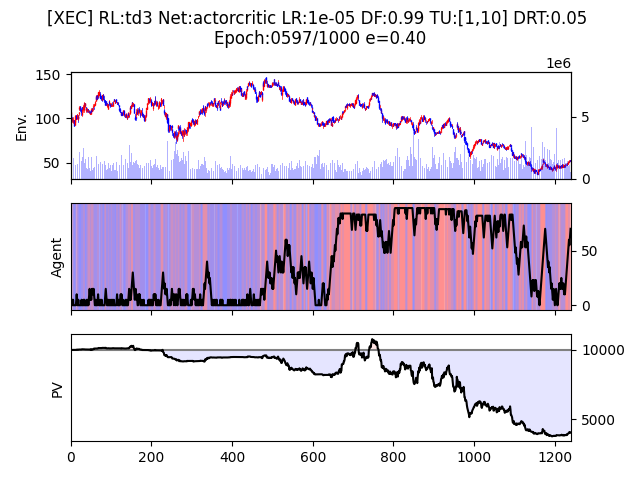 [XEC] RL:td3 Net:actorcritic LR:1e-05 DF:0.99 TU:[1,10] DRT:0.05
Epoch:0597/1000 e=0.40
1e6
150
100
50
Env.
5
0
Agent
50
0
PV
10000
5000
0 200 400 600 800 1000 1200